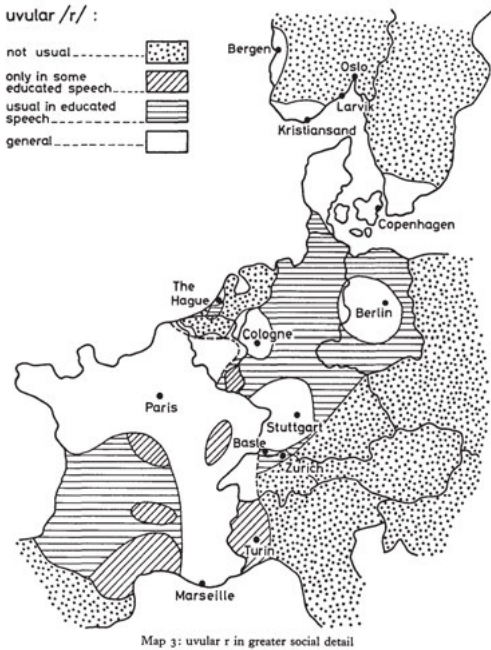 uvular /r/ :
not usual
only in some
educated speech
usual in educated
speech
general
Bergen
Oslo
Larvik
Kristiansand
Copenhagen
The
Hague
Berlin
Cologne
Paris
Stuttgart
Basle
Zurich
Turin
Marseille
Map 3: uvular r in greater social detail